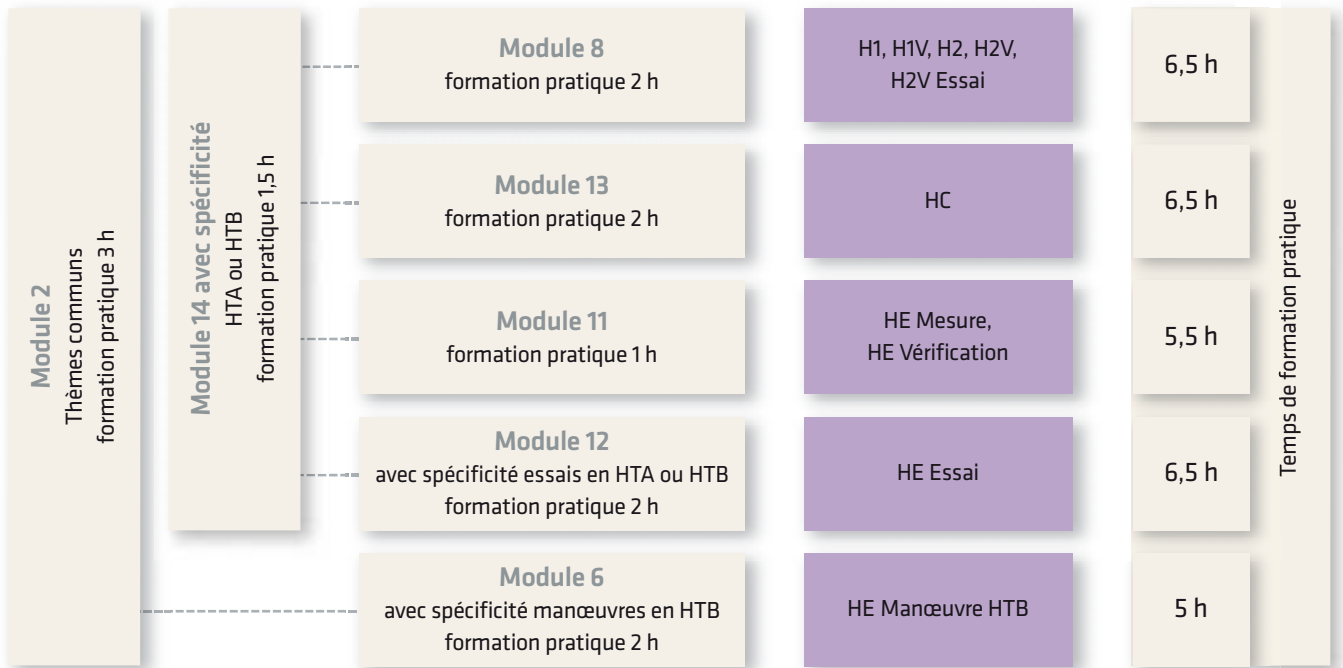 Module 2
Thèmes communs
formation pratique 3 h
Module 14 avec spécificité
HTA ou HTB
formation pratique 1,5 h
Module 8
formation pratique 2 h
H1, H1V, H2, H2V,
H2V Essai
6,5 h
Module 13
formation pratique 2 h
HC
6,5 h
Module 11
formation pratique 1 h
HE Mesure,
HE Vérification
5,5 h
Module 12
avec spécificité essais en HTA ou HTB
formation pratique 2 h
HE Essai
6,5 h
Module 6
avec spécificité manœuvres en HTB
formation pratique 2 h
HE Manœuvre HTB
5 h
Temps de formation pratique